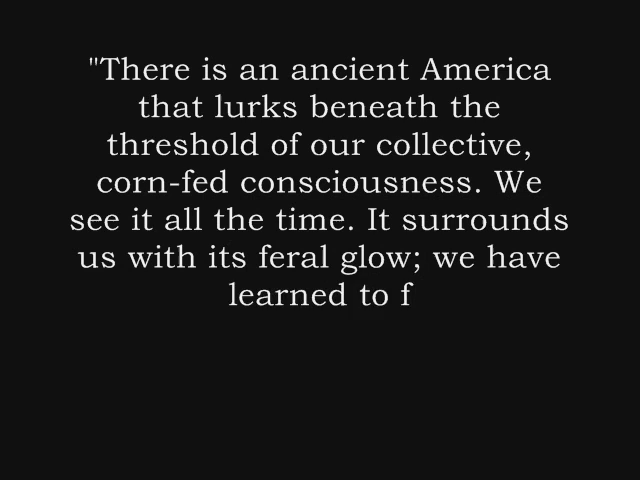 "There is an ancient America
that lurks beneath the
threshold of our collective,
corn-fed consciousness. We
see it all the time. It surrounds
us with its feral glow; we have
learned to f